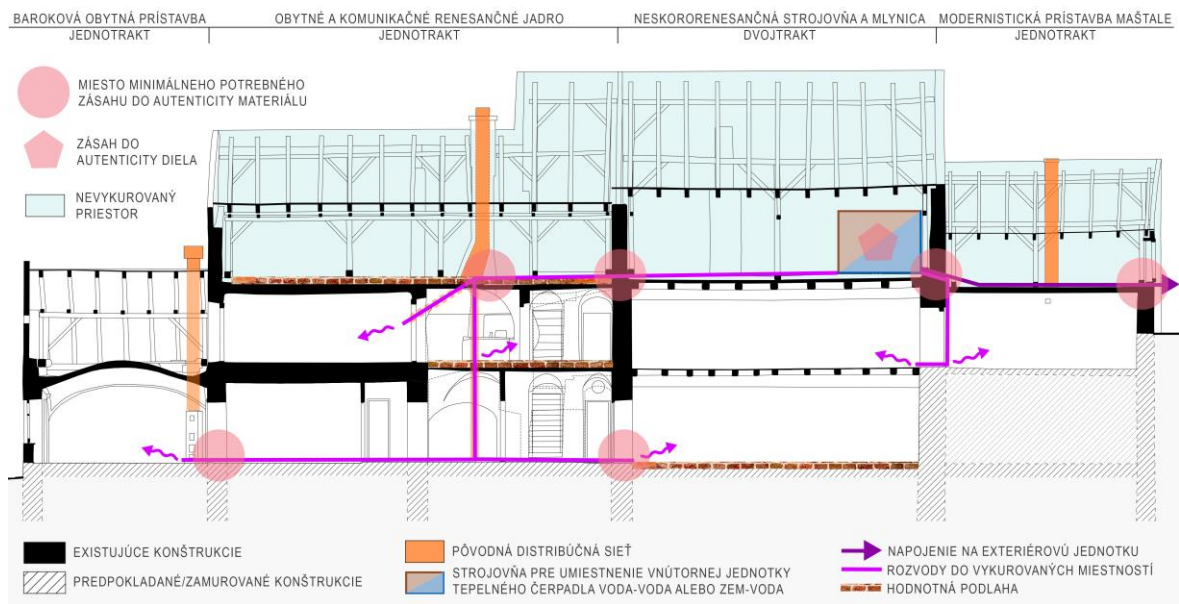 BAROKOVÁ OBYTNÁ PRÍSTAVBA
JEDNOTRAKT
OBYTNÉ A KOMUNIKAČNÉ RENESANČNÉ JADRO
JEDNOTRAKT
NESKORORENESANČNÁ STROJOVŇA A MLYNICA
DVOJTRAKT
MODERNISTICKÁ PRÍSTAVBA MAŠTALE
JEDNOTRAKT
MIESTO MINIMÁLNEHO POTREBNÉHO
ZÁSAHU DO AUTENTICITY MATERIÁLU
ZÁSAH DO
AUTENTICITY DIELA
NEVYKUROVANÝ
PRIESTOR
EXISTUJÚCE KONŠTRUKCIE
PREDPOKLADANÉ/ZAMUROVANÉ KONŠTRUKCIE
PÔVODNÁ DISTRIBÚČNÁ SIEŤ
STROJOVŇA PRE UMIESTNENIE VNÚTORNEJ JEDNOTKY
TEPELNÉHO ČERPADLA VODA-VODA ALEBO ZEM-VODA
NAPOJENIE NA EXTERIÉROVÚ JEDNOTKU
ROZVODY DO VYKUROVANÝCH MIESTNOSTÍ
HODNOTNÁ PODLAHA